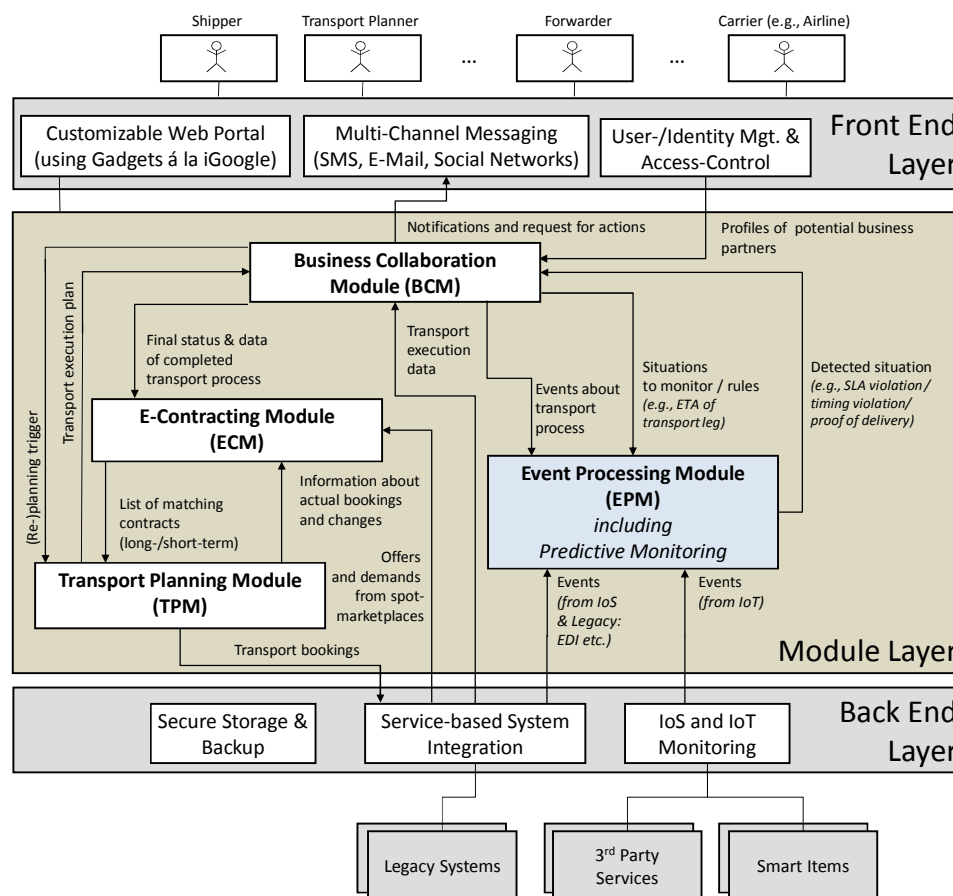 Shipper
Transport Planner
...
Forwarder
...
Carrier (e.g., Airline)
Customizable Web Portal
(using Gadgets á la iGoogle)
Multi-Channel Messaging
(SMS, E-Mail, Social Networks)
User-/Identity Mgt. &
Access-Control
Front End
Layer
Notifications and request for actions
Profiles of potential business
partners
Business Collaboration
Module (BCM)
(Re-)planning trigger
Transport execution plan
Final status & data
of completed
transport process
Transport
execution
data
Events about
transport
process
Situations
to monitor / rules
(e.g., ETA of
transport leg)
Detected situation
(e.g., SLA violation /
timing violation/
proof of delivery)
E-Contracting Module
(ECM)
List of matching
contracts
(long-/short-term)
Information about
actual bookings
and changes
Event Processing Module
(EPM)
including
Predictive Monitoring
Transport Planning Module
(TPM)
Offers
and demands
from spot-
marketplaces
Events
(from IoS
& Legacy:
EDI etc.)
Events
(from IoT)
Transport bookings
Module Layer
Secure Storage &
Backup
Service-based System
Integration
IoS and IoT
Monitoring
Back End
Layer
Legacy Systems
3rd Party
Services
Smart Items